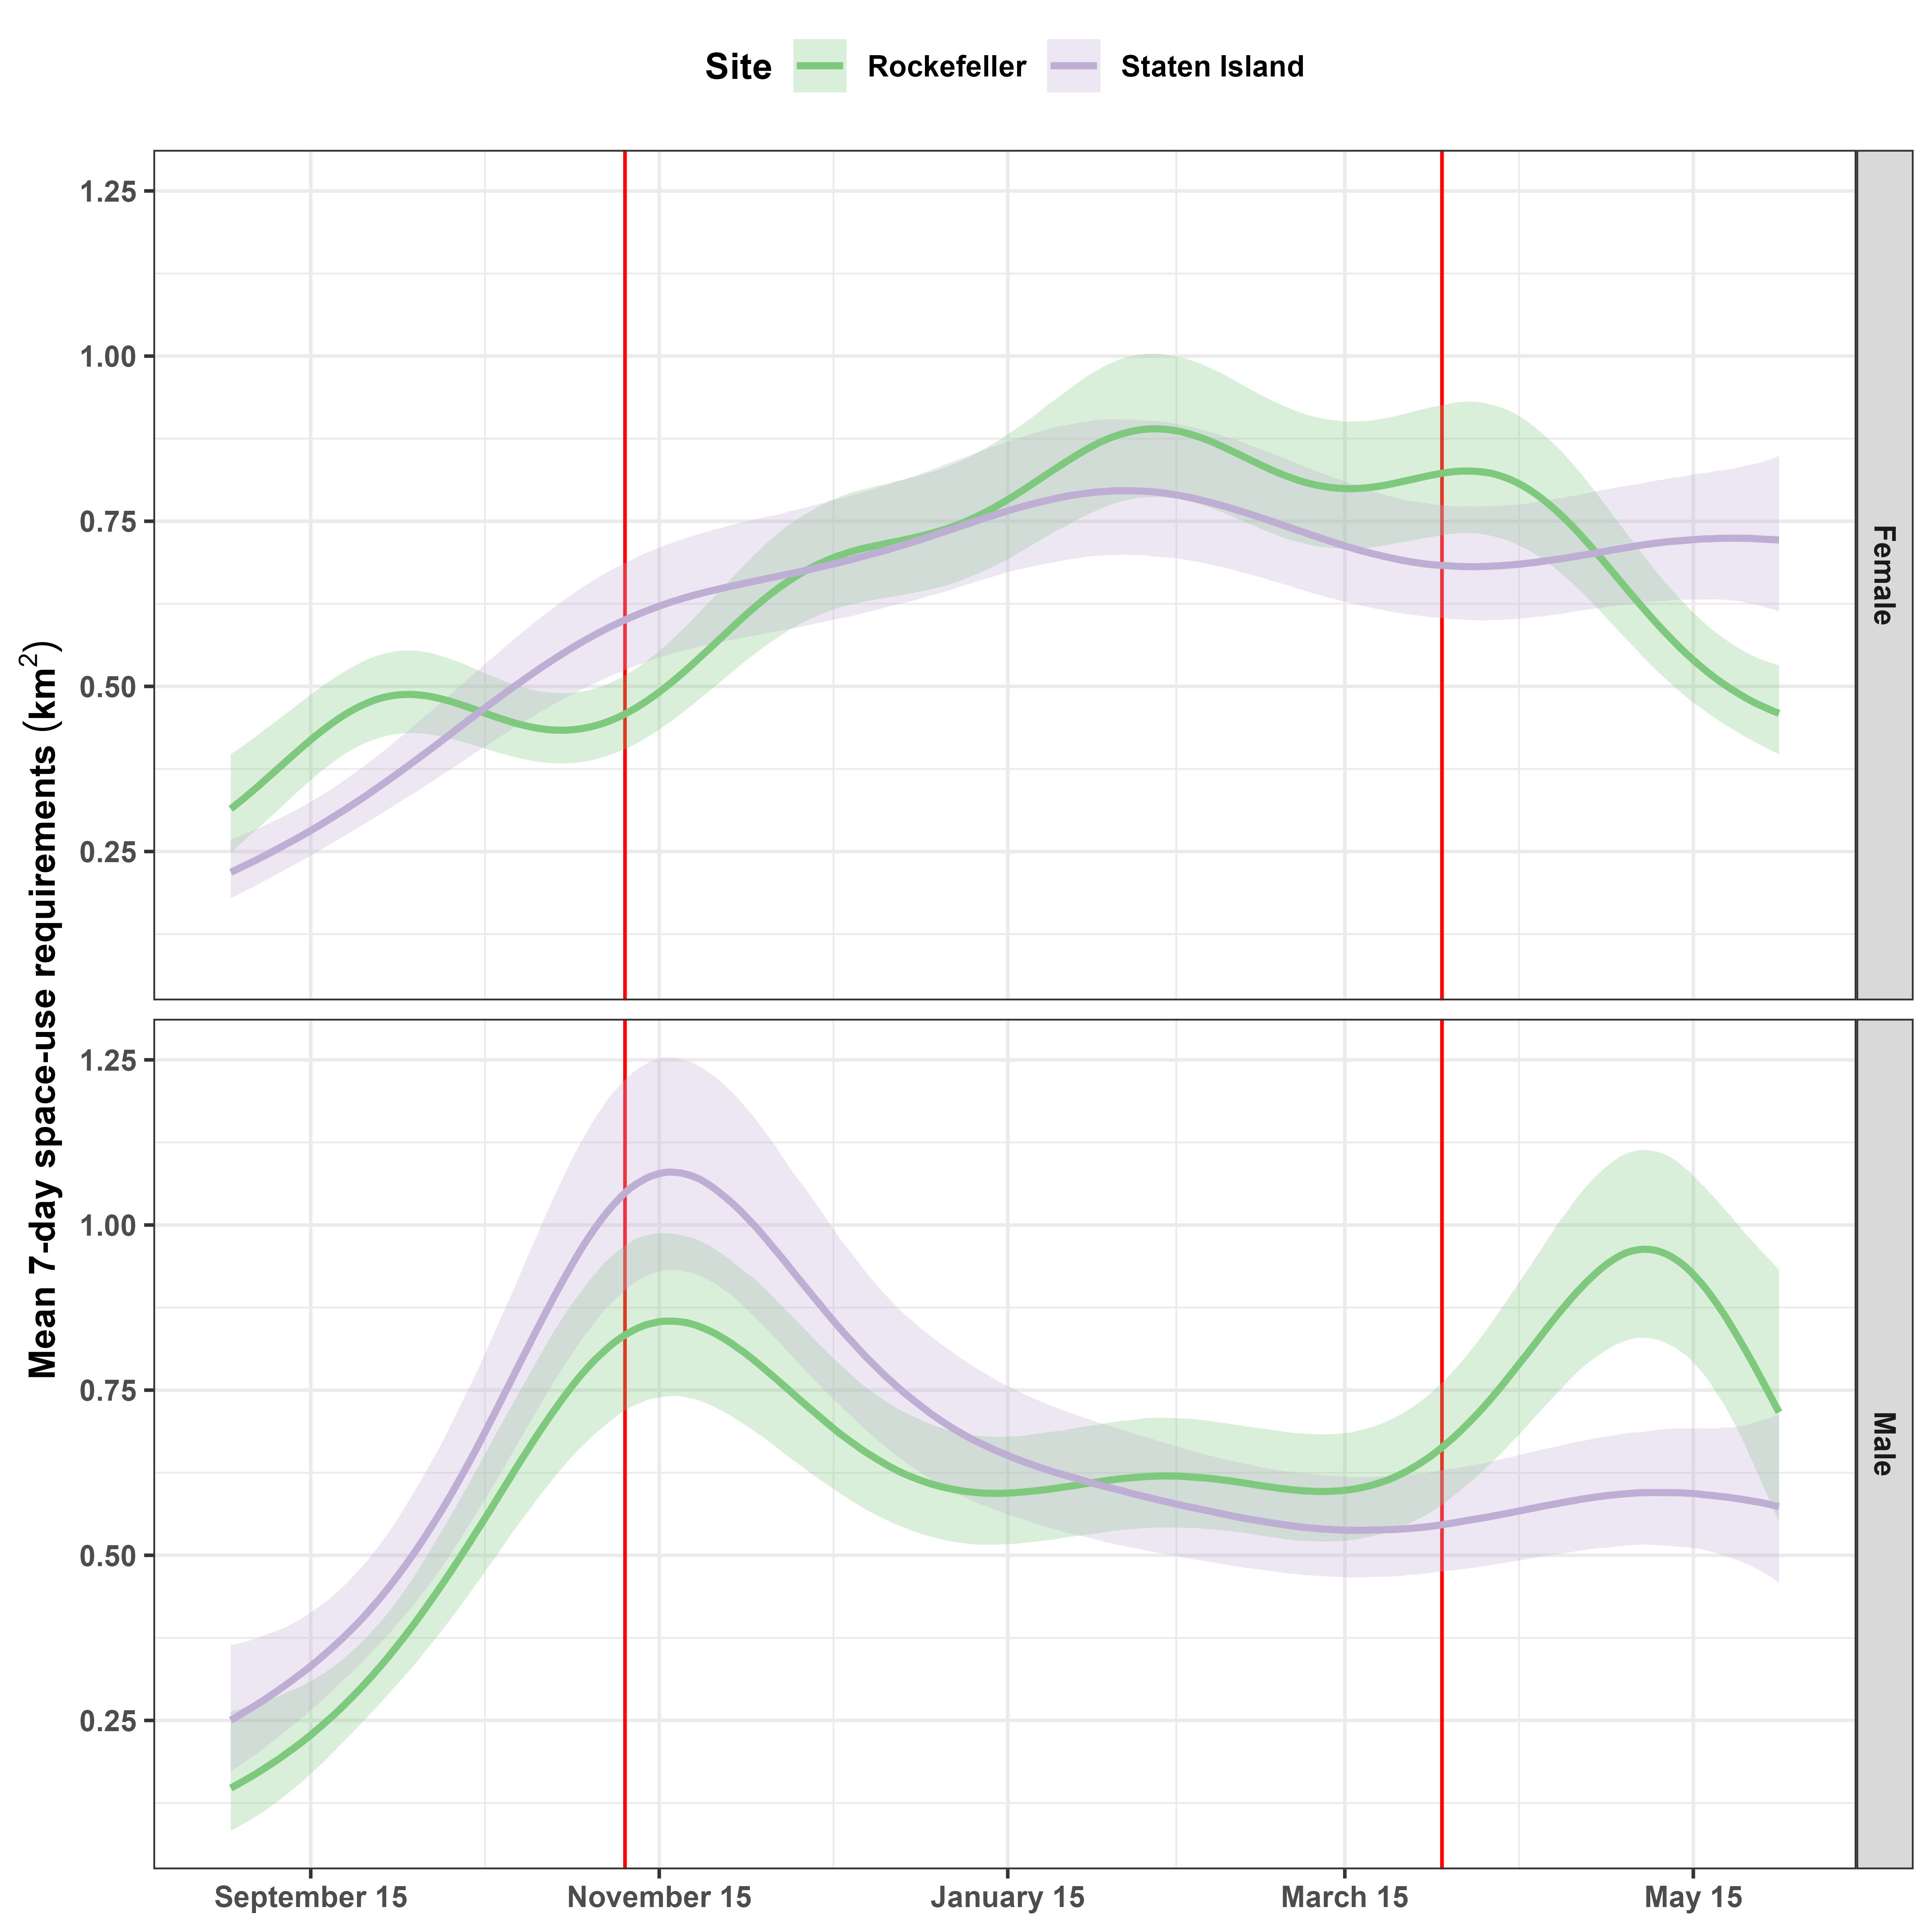 Site Rockefeller Staten Island
Mean 7-day space-use requirements (km²)
1.25
1.00
0.75
0.50
0.25
Female
1.25
1.00
0.75
0.50
0.25
Male
September 15 November 15 January 15 March 15 May 15